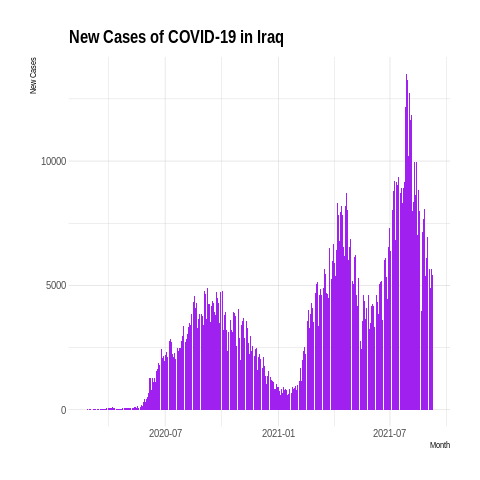 New Cases of COVID-19 in Iraq
New Cases
10000
5000
0
2020-07
2021-01
2021-07
Month